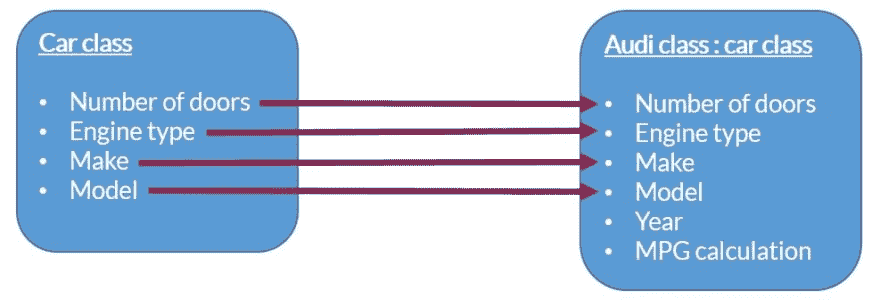 Car class
• Number of doors
• Engine type
• Make
• Model
Audi class : car class
• Number of doors
• Engine type
• Make
• Model
• Year
• MPG calculation